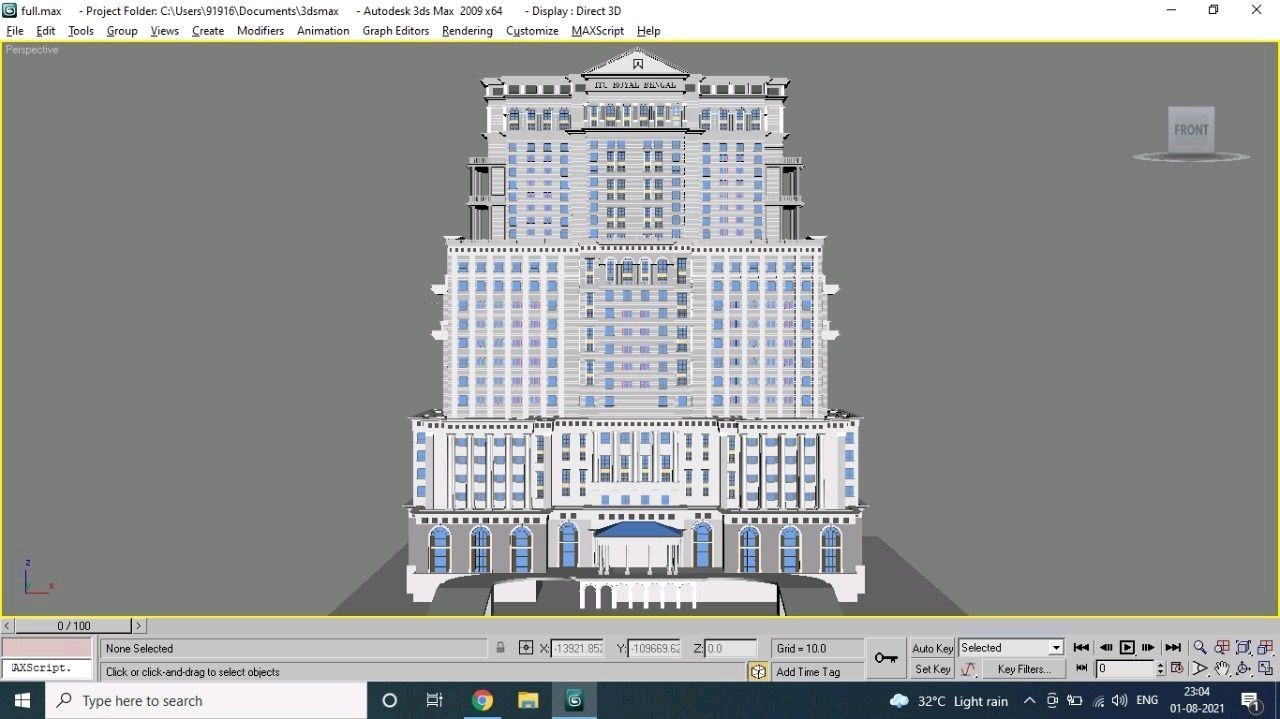 full.max - Project Folder: C:\Users\91916\Documents\3dsmax - Autodesk 3ds Max 2009 x64 - Display : Direct 3D
File Edit Tools Group Views Create Modifiers Animation Graph Editors Rendering Customize MAXScript Help
Perspective
ITC ROYAL BENGAL
FRONT
z
x
0 / 100
None Selected X: -13921.852 Y: -109669.62 Z: 0.0 Grid = 10.0 Auto Key Selected
AXScript. Click or click-and-drag to select objects Add Time Tag Set Key Key Filters... 0
Type here to search 32°C Light rain ENG 23:04
01-08-2021 1